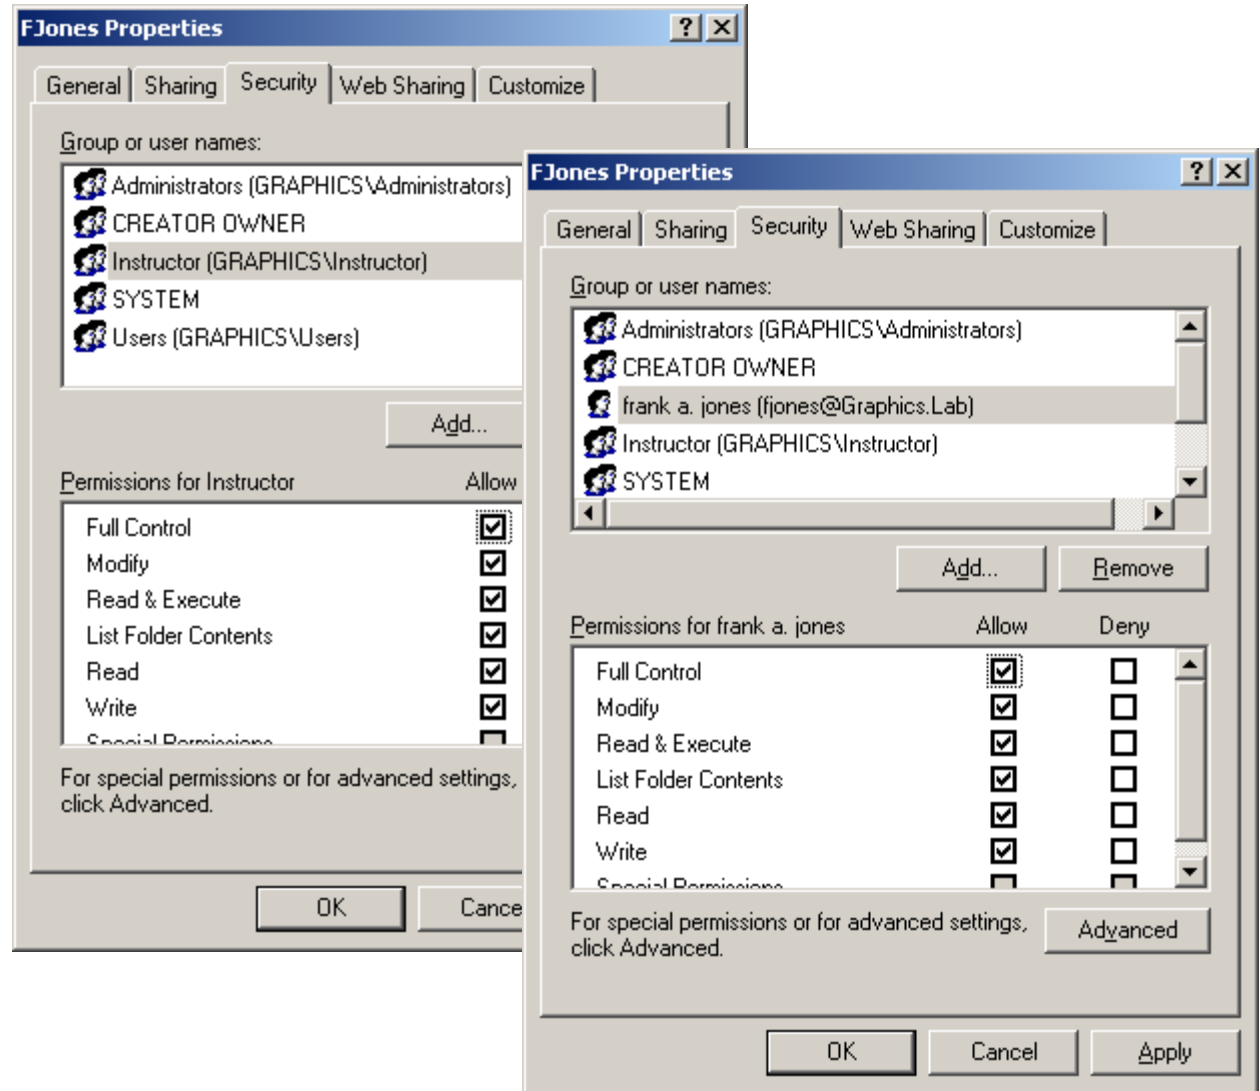 FJones Properties
General Sharing Security Web Sharing Customize
Group or user names:
Administrators (GRAPHICS\Administrators)
CREATOR OWNER
Instructor (GRAPHICS\Instructor)
SYSTEM
Users (GRAPHICS\Users)
Add...
Permissions for Instructor Allow
Full Control
Modify
Read & Execute
List Folder Contents
Read
Write
Special Permissions
For special permissions or for advanced settings,
click Advanced.
OK Cance
FJones Properties
General Sharing Security Web Sharing Customize
Group or user names:
Administrators (GRAPHICS\Administrators)
CREATOR OWNER
frank a. jones (fjones@Graphics.Lab)
Instructor (GRAPHICS\Instructor)
SYSTEM
Add... Remove
Permissions for frank a. jones Allow Deny
Full Control
Modify
Read & Execute
List Folder Contents
Read
Write
Special Permissions
For special permissions or for advanced settings,
click Advanced.
Advanced
OK Cancel Apply